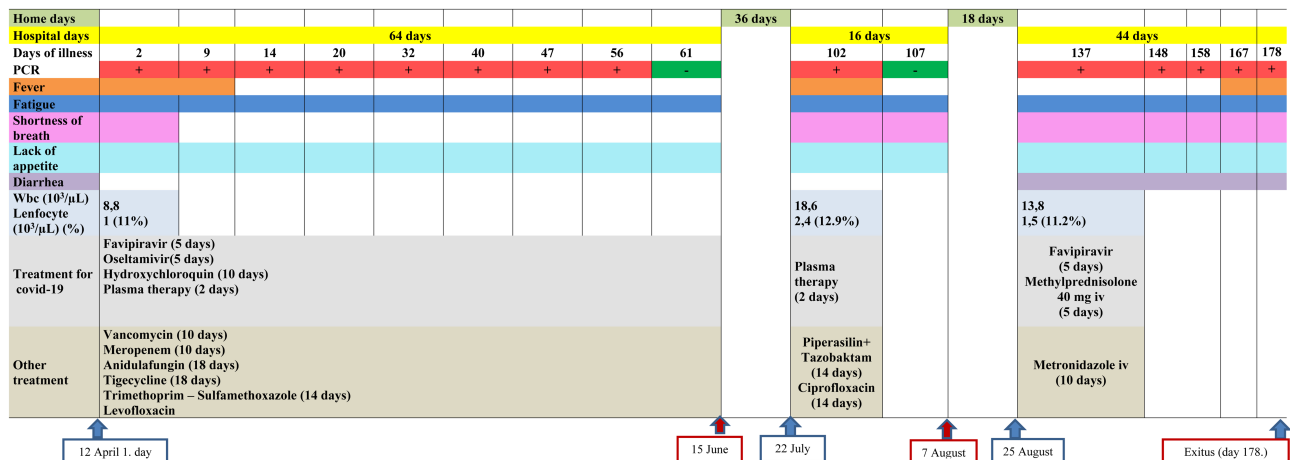 Home days 36 days 18 days
Hospital days 64 days 16 days 44 days
Days of illness 2 9 14 20 32 40 47 56 61 102 107 137 148 158 167 178
PCR + + + + + + + + - + - + + + + +
Fever
Fatigue
Shortness of
breath
Lack of
appetite
Diarrhea
Wbc (10³/µL)
Lenfocyte
(10³/µL) (%)
8,8
1 (11%)
18,6
2,4 (12.9%)
13,8
1,5 (11.2%)
Treatment for
covid-19
Favipiravir (5 days)
Oseltamivir(5 days)
Hydroxychloroquin (10 days)
Plasma therapy (2 days)
Plasma
therapy
(2 days)
Favipiravir
(5 days)
Methylprednisolone
40 mg iv
(5 days)
Other
treatment
Vancomycin (10 days)
Meropenem (10 days)
Anidulafungin (18 days)
Tigecycline (18 days)
Trimethoprim – Sulfamethoxazole (14 days)
Levofloxacin
Piperasilin+
Tazobaktam
(14 days)
Ciprofloxacin
(14 days)
Metronidazole iv
(10 days)
12 April 1. day
15 June
22 July
7 August
25 August
Exitus (day 178.)